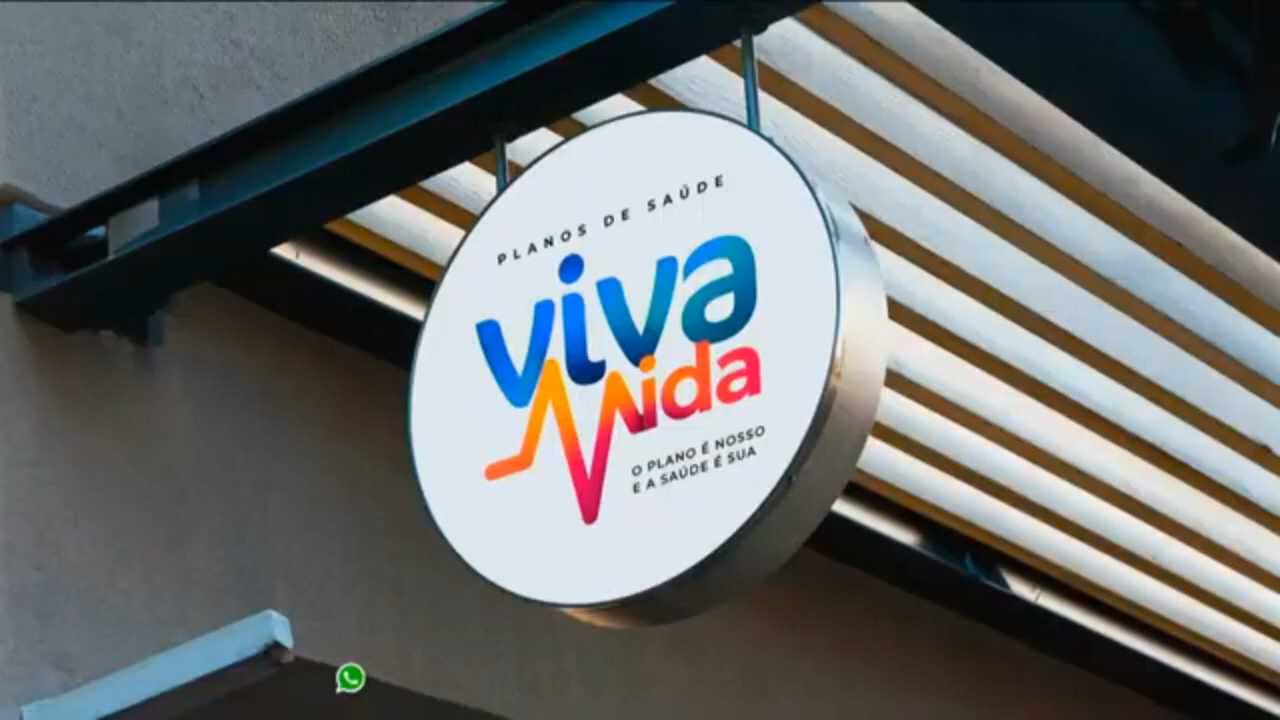 PLANOS DE SAÚDE
viva
vida
O PLANO É NOSSO
E A SAÚDE É SUA